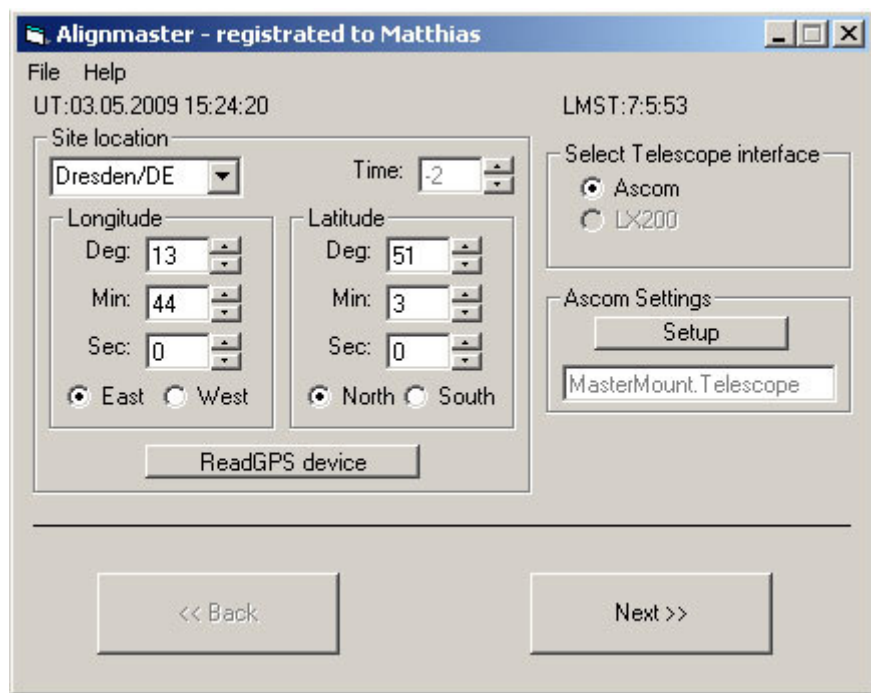 Alignmaster - registrated to Matthias
File Help
UT:03.05.2009 15:24:20
LMST:7:5:53
Site location
Dresden/DE
Time: -2
Longitude
Deg: 13
Min: 44
Sec: 0
East West
Latitude
Deg: 51
Min: 3
Sec: 0
North South
ReadGPS device
Select Telescope interface
Ascom
LX200
Ascom Settings
Setup
MasterMount.Telescope
<< Back
Next >>